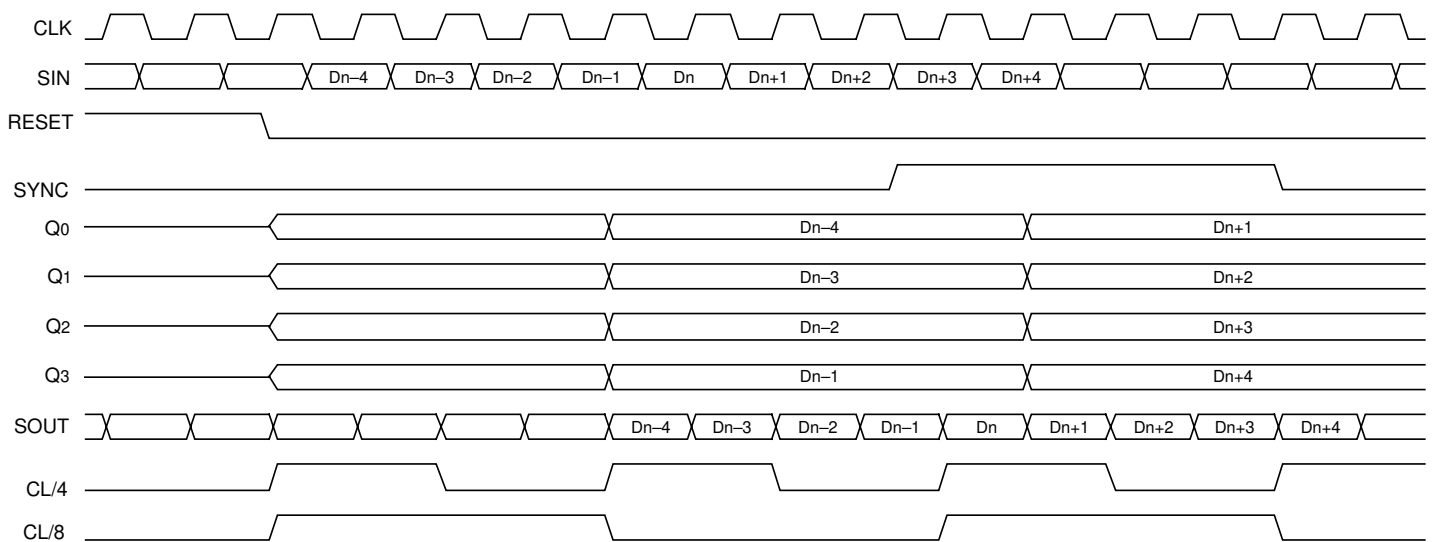 CLK
SIN Dn–4 Dn–3 Dn–2 Dn–1 Dn Dn+1 Dn+2 Dn+3 Dn+4
RESET
SYNC
Q0 Dn–4 Dn+1
Q1 Dn–3 Dn+2
Q2 Dn–2 Dn+3
Q3 Dn–1 Dn+4
SOUT Dn–4 Dn–3 Dn–2 Dn–1 Dn Dn+1 Dn+2 Dn+3 Dn+4
CL/4
CL/8